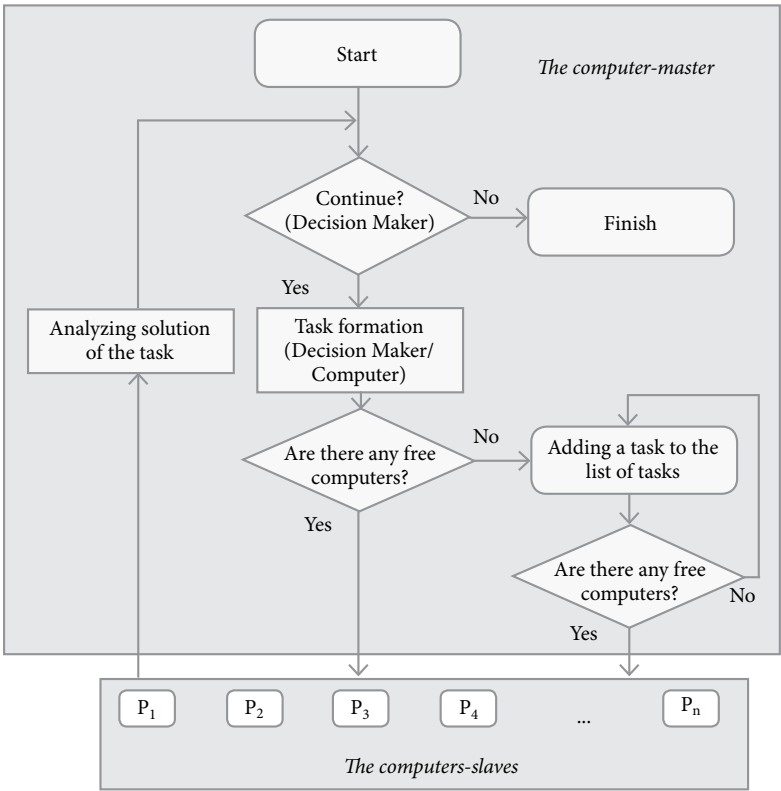 Start
The computer-master
Continue?
(Decision Maker)
No
Finish
Yes
Analyzing solution
of the task
Task formation
(Decision Maker/
Computer)
Are there any free
computers?
No
Adding a task to the
list of tasks
Yes
Are there any free
computers?
No
Yes
P1
P2
P3
P4
...
Pn
The computers-slaves